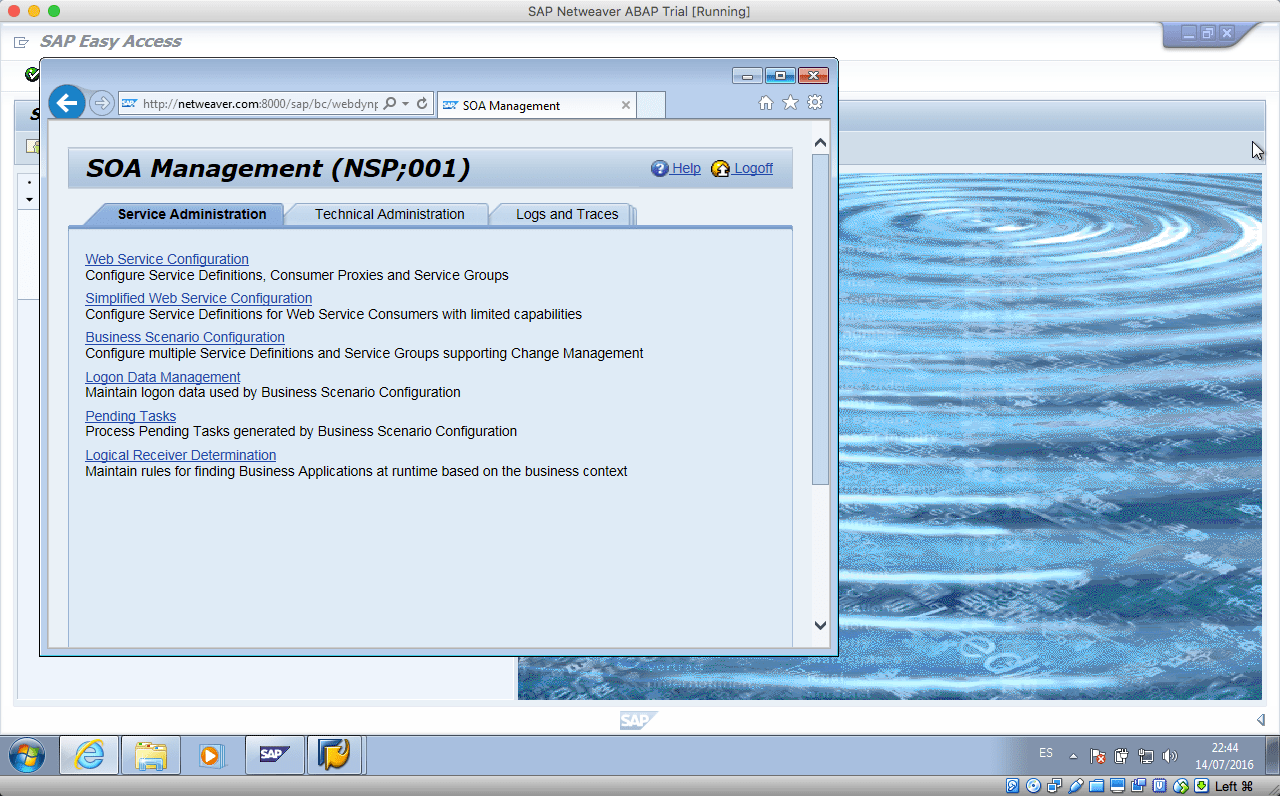 SAP Netweaver ABAP Trial [Running]
SAP Easy Access
http://netweaver.com:8000/sap/bc/webdynp
SOA Management
SOA Management (NSP;001)
Help
Logoff
Service Administration
Technical Administration
Logs and Traces
Web Service Configuration
Configure Service Definitions, Consumer Proxies and Service Groups
Simplified Web Service Configuration
Configure Service Definitions for Web Service Consumers with limited capabilities
Business Scenario Configuration
Configure multiple Service Definitions and Service Groups supporting Change Management
Logon Data Management
Maintain logon data used by Business Scenario Configuration
Pending Tasks
Process Pending Tasks generated by Business Scenario Configuration
Logical Receiver Determination
Maintain rules for finding Business Applications at runtime based on the business context
SAP
SAP
ES
22:44
14/07/2016
Left ⌘